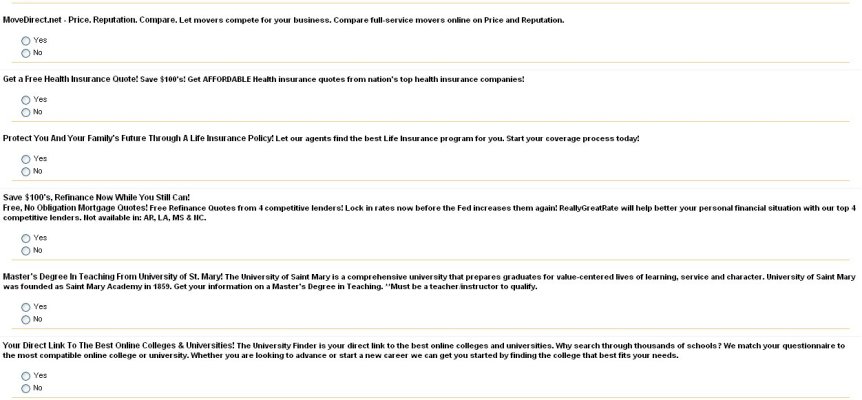 MoveDirect.net - Price. Reputation. Compare. Let movers compete for your business. Compare full-service movers online on Price and Reputation.
Yes
No
Get a Free Health Insurance Quote! Save $100's! Get AFFORDABLE Health insurance quotes from nation's top health insurance companies!
Yes
No
Protect You And Your Family's Future Through A Life Insurance Policy! Let our agents find the best Life Insurance program for you. Start your coverage process today!
Yes
No
Save $100's, Refinance Now While You Still Can!
Free, No Obligation Mortgage Quotes! Free Refinance Quotes from 4 competitive lenders! Lock in rates now before the Fed increases them again! ReallyGreatRate will help better your personal financial situation with our top 4
competitive lenders. Not available in: AR, LA, MS & NC.
Yes
No
Master's Degree In Teaching From University of St. Mary! The University of Saint Mary is a comprehensive university that prepares graduates for value-centered lives of learning, service and character. University of Saint Mary
was founded as Saint Mary Academy in 1859. Get your information on a Master's Degree in Teaching. **Must be a teacher/instructor to qualify.
Yes
No
Your Direct Link To The Best Online Colleges & Universities! The University Finder is your direct link to the best online colleges and universities. Why search through thousands of schools? We match your questionnaire to
the most compatible online college or university. Whether you are looking to advance or start a new career we can get you started by finding the college that best fits your needs.
Yes
No